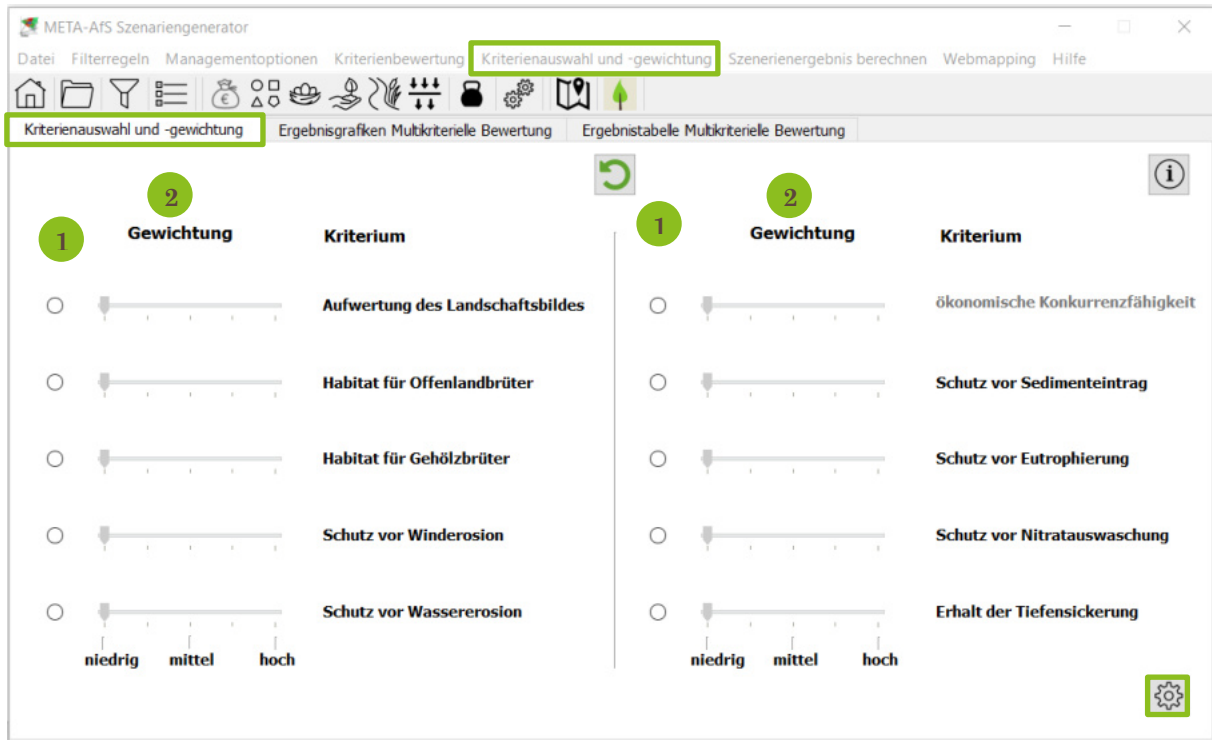 META-AfS Szenariengenerator
Datei Filterregeln Managementoptionen Kriterienbewertung Kriterienauswahl und -gewichtung Szenerienergebnis berechnen Webmapping Hilfe
Kriterienauswahl und -gewichtung Ergebnisgrafiken Multikriterielle Bewertung Ergebnistabelle Multikriterielle Bewertung
i
1 2 1 2
Gewichtung Kriterium Gewichtung Kriterium
Aufwertung des Landschaftsbildes ökonomische Konkurrenzfähigkeit
Habitat für Offenlandbrüter Schutz vor Sedimenteintrag
Habitat für Gehölzbrüter Schutz vor Eutrophierung
Schutz vor Winderosion Schutz vor Nitratauswaschung
Schutz vor Wassererosion Erhalt der Tiefensickerung
niedrig mittel hoch niedrig mittel hoch